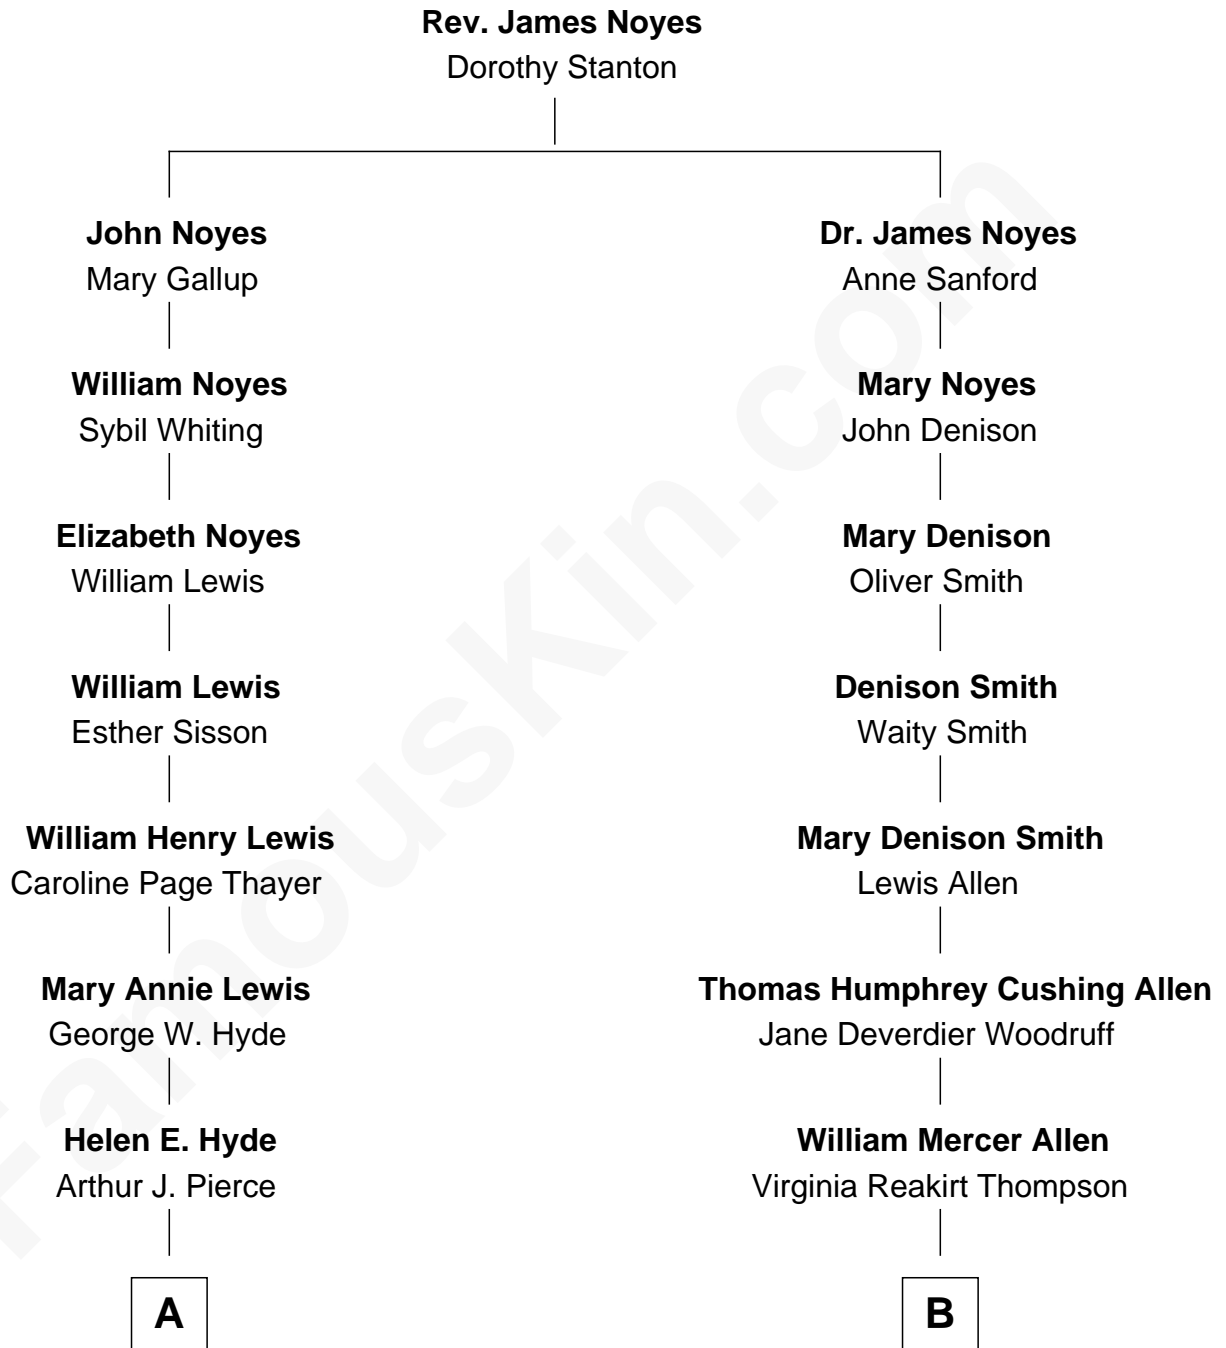 Rev. James Noyes
Dorothy Stanton
John Noyes
Mary Gallup
Dr. James Noyes
Anne Sanford
William Noyes
Sybil Whiting
Mary Noyes
John Denison
Elizabeth Noyes
William Lewis
Mary Denison
Oliver Smith
William Lewis
Esther Sisson
Denison Smith
Waity Smith
William Henry Lewis
Caroline Page Thayer
Mary Denison Smith
Lewis Allen
Mary Annie Lewis
George W. Hyde
Thomas Humphrey Cushing Allen
Jane Deverdier Woodruff
Helen E. Hyde
Arthur J. Pierce
William Mercer Allen
Virginia Reakirt Thompson
A
B
FamousKin.com